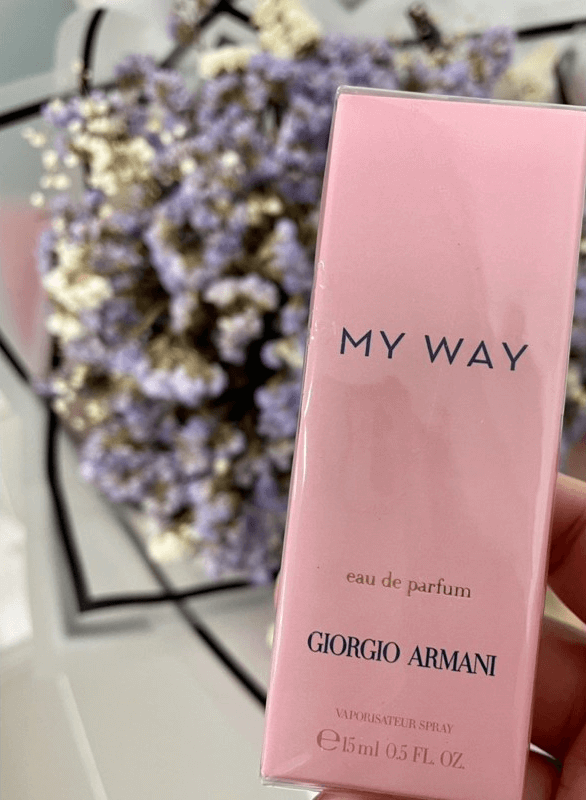 MY WAY
eau de parfum
GIORGIO ARMANI
VAPORISATEUR SPRAY
℮15 ml 0.5 FL. OZ.